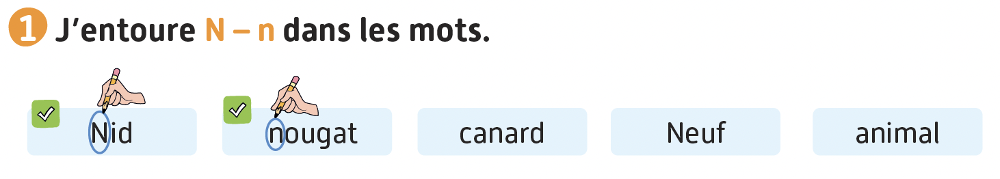 1 J'entoure N – n dans les mots.
Nid nougat canard Neuf animal